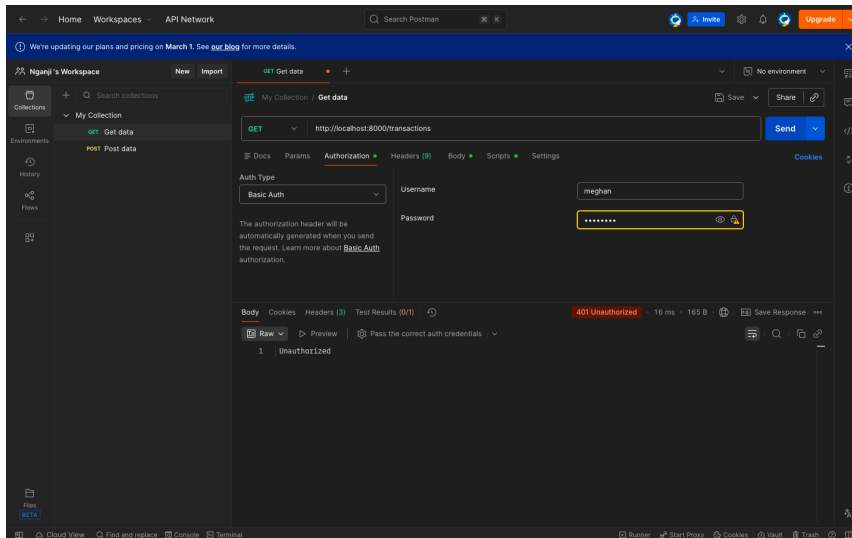 Home Workspaces API Network
Search Postman ⌘ K
Invite
Upgrade
We're updating our plans and pricing on March 1. See our blog for more details.
Nganji 's Workspace New Import
GET Get data
No environment
Collections
Search collections
My Collection
GET Get data
POST Post data
Environments
History
Flows
My Collection / Get data
Save
Share
GET http://localhost:8000/transactions
Send
Docs Params Authorization Headers (9) Body Scripts Settings
Cookies
Auth Type
Basic Auth
The authorization header will be
automatically generated when you send
the request. Learn more about Basic Auth
authorization.
Username meghan
Password ••••••••
Body Cookies Headers (3) Test Results (0/1)
401 Unauthorized • 16 ms • 165 B
Save Response
Raw Preview Pass the correct auth credentials
1 Unauthorized
Files
BETA
Cloud View Find and replace Console Terminal
Runner Start Proxy Cookies Vault Trash